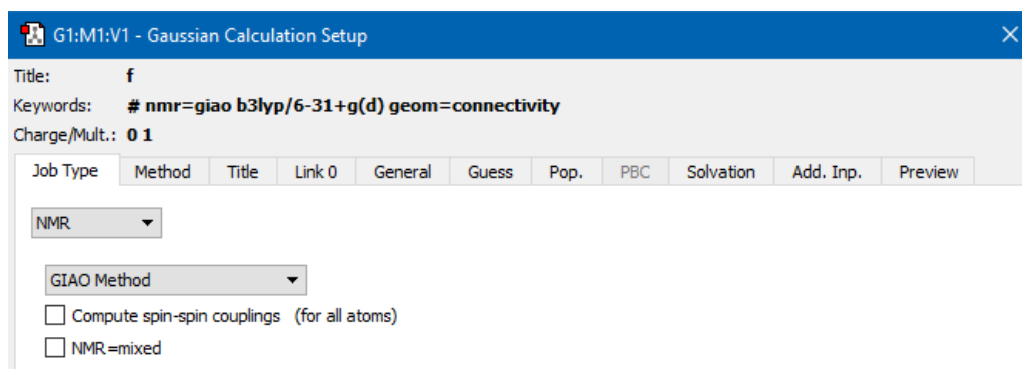 G1:M1:V1 - Gaussian Calculation Setup
Title: f
Keywords: # nmr=giao b3lyp/6-31+g(d) geom=connectivity
Charge/Mult.: 0 1
Job Type Method Title Link 0 General Guess Pop. PBC Solvation Add. Inp. Preview
NMR
GIAO Method
Compute spin-spin couplings (for all atoms)
NMR=mixed